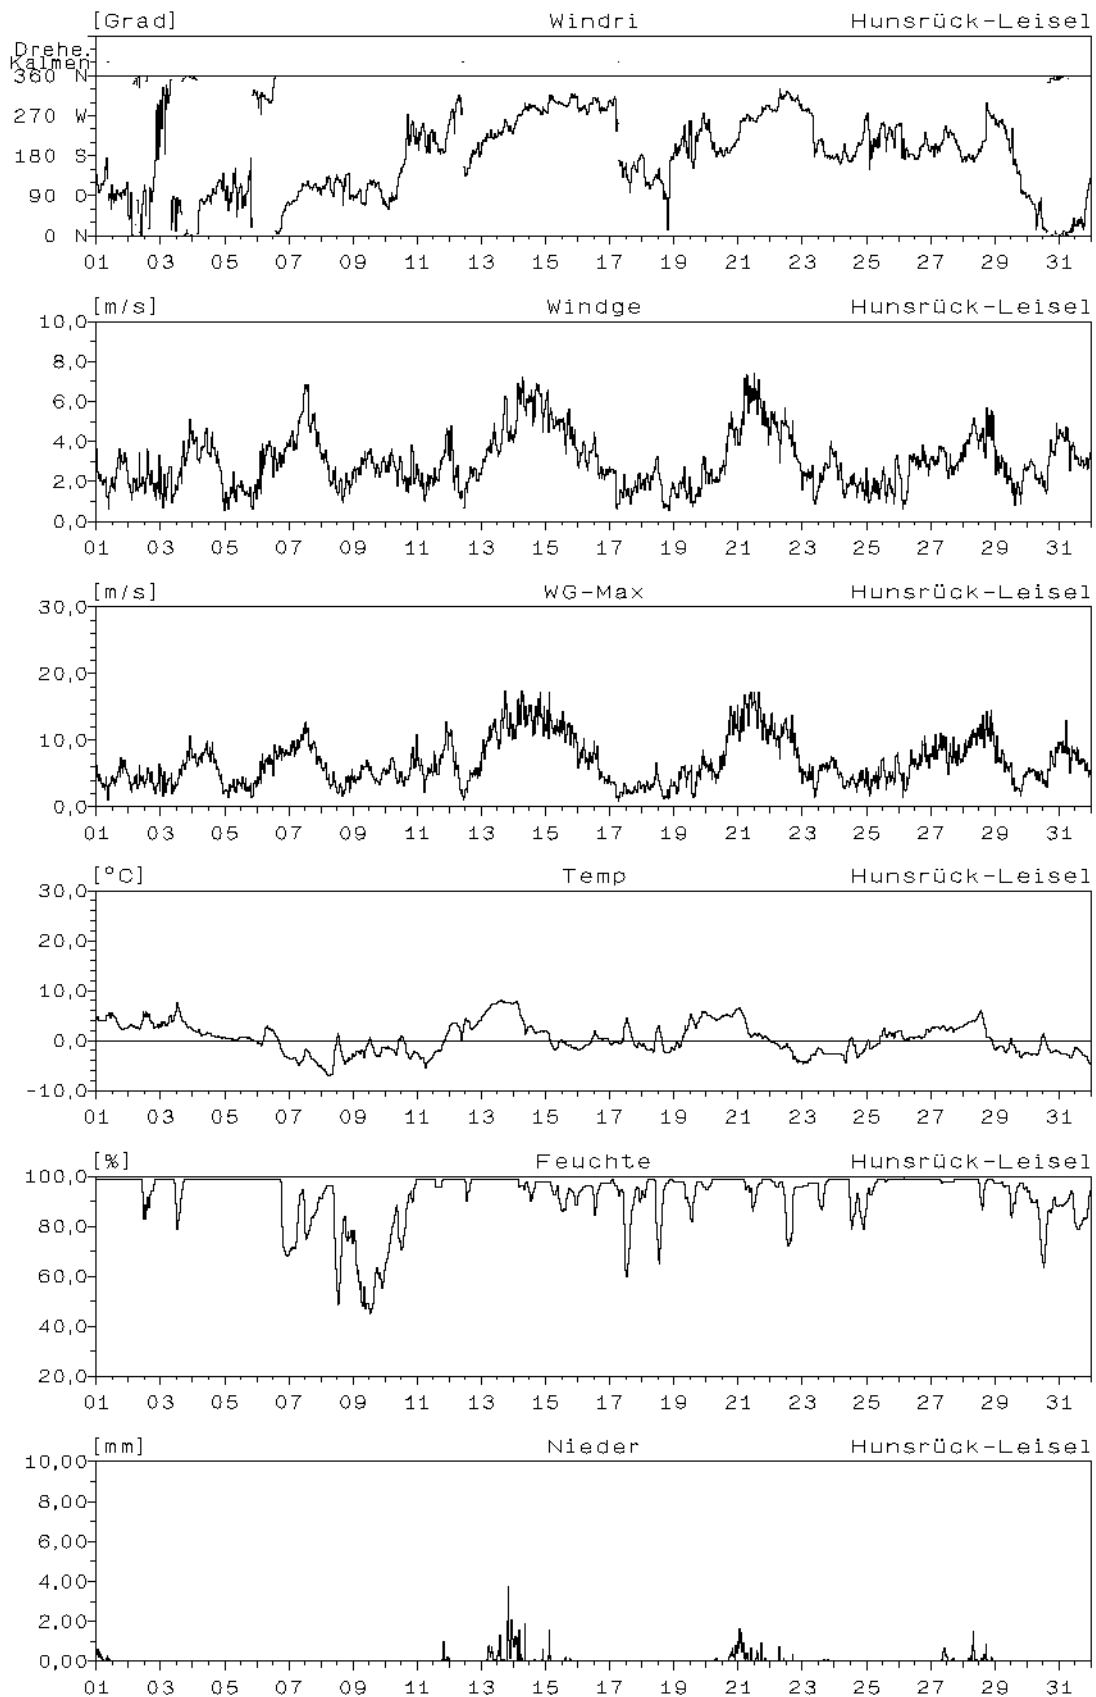 [Grad] Windri Hunsrück-Leisel
Drehe.
Kalmen
360 N
270 W
180 S
90 O
0 N
01 03 05 07 09 11 13 15 17 19 21 23 25 27 29 31
[m/s] Windge Hunsrück-Leisel
10,0
8,0
6,0
4,0
2,0
0,0
01 03 05 07 09 11 13 15 17 19 21 23 25 27 29 31
[m/s] WG-Max Hunsrück-Leisel
30,0
20,0
10,0
0,0
01 03 05 07 09 11 13 15 17 19 21 23 25 27 29 31
[°C] Temp Hunsrück-Leisel
30,0
20,0
10,0
0,0
-10,0
01 03 05 07 09 11 13 15 17 19 21 23 25 27 29 31
[%] Feuchte Hunsrück-Leisel
100,0
80,0
60,0
40,0
20,0
01 03 05 07 09 11 13 15 17 19 21 23 25 27 29 31
[mm] Nieder Hunsrück-Leisel
10,00
8,00
6,00
4,00
2,00
0,00
01 03 05 07 09 11 13 15 17 19 21 23 25 27 29 31